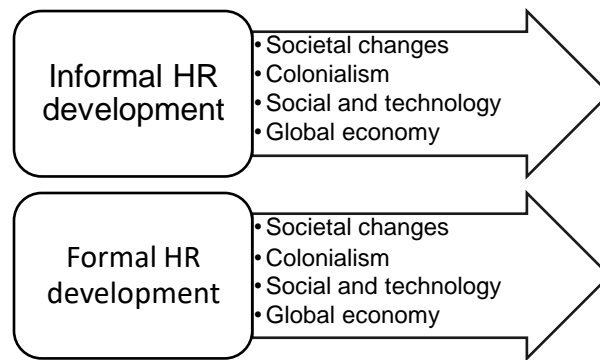 Informal HR
development
•Societal changes
•Colonialism
•Social and technology
•Global economy
Formal HR
development
•Societal changes
•Colonialism
•Social and technology
•Global economy